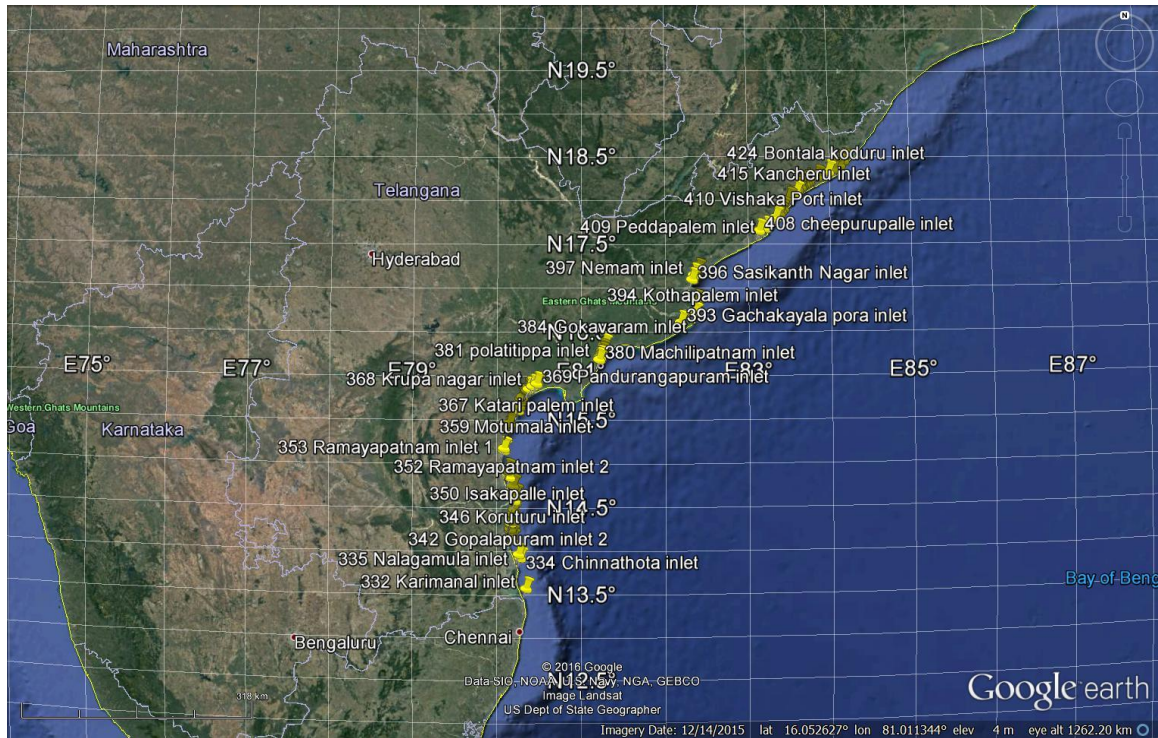 N
Maharashtra
N19.5°
N18.5°
424 Bontala koduru inlet
415 Kancheru inlet
Telangana
410 Vishaka Port inlet
409 Peddapalem inlet
408 cheepurupalle inlet
N17.5°
Hyderabad
397 Nemam inlet
396 Sasikanth Nagar inlet
394 Kothapalem inlet
393 Gachakayala pora inlet
384 Gokavaram inlet
381 polatitippa inlet
380 Machilipatnam inlet
E75°
E77°
E79°
E81°
E83°
E85°
E87°
368 Krupa nagar inlet
369 Pandurangapuram inlet
367 Katari palem inlet
Western Ghats Mountains
Goa
Karnataka
N15.5°
359 Motumala inlet
353 Ramayapatnam inlet 1
352 Ramayapatnam inlet 2
350 Isakapalle inlet
N14.5°
346 Koruturu inlet
342 Gopalapuram inlet 2
335 Nalagamula inlet
334 Chinnathota inlet
332 Karimanal inlet
Bay of Beng
N13.5°
Bengaluru
Chennai
© 2016 Google
Data SIO, NOAA, U.S. Navy, NGA, GEBCO
N12.5°
Image Landsat
US Dept of State Geographer
318 km
Google earth
Imagery Date: 12/14/2015 lat 16.052627° lon 81.011344° elev 4 m eye alt 1262.20 km